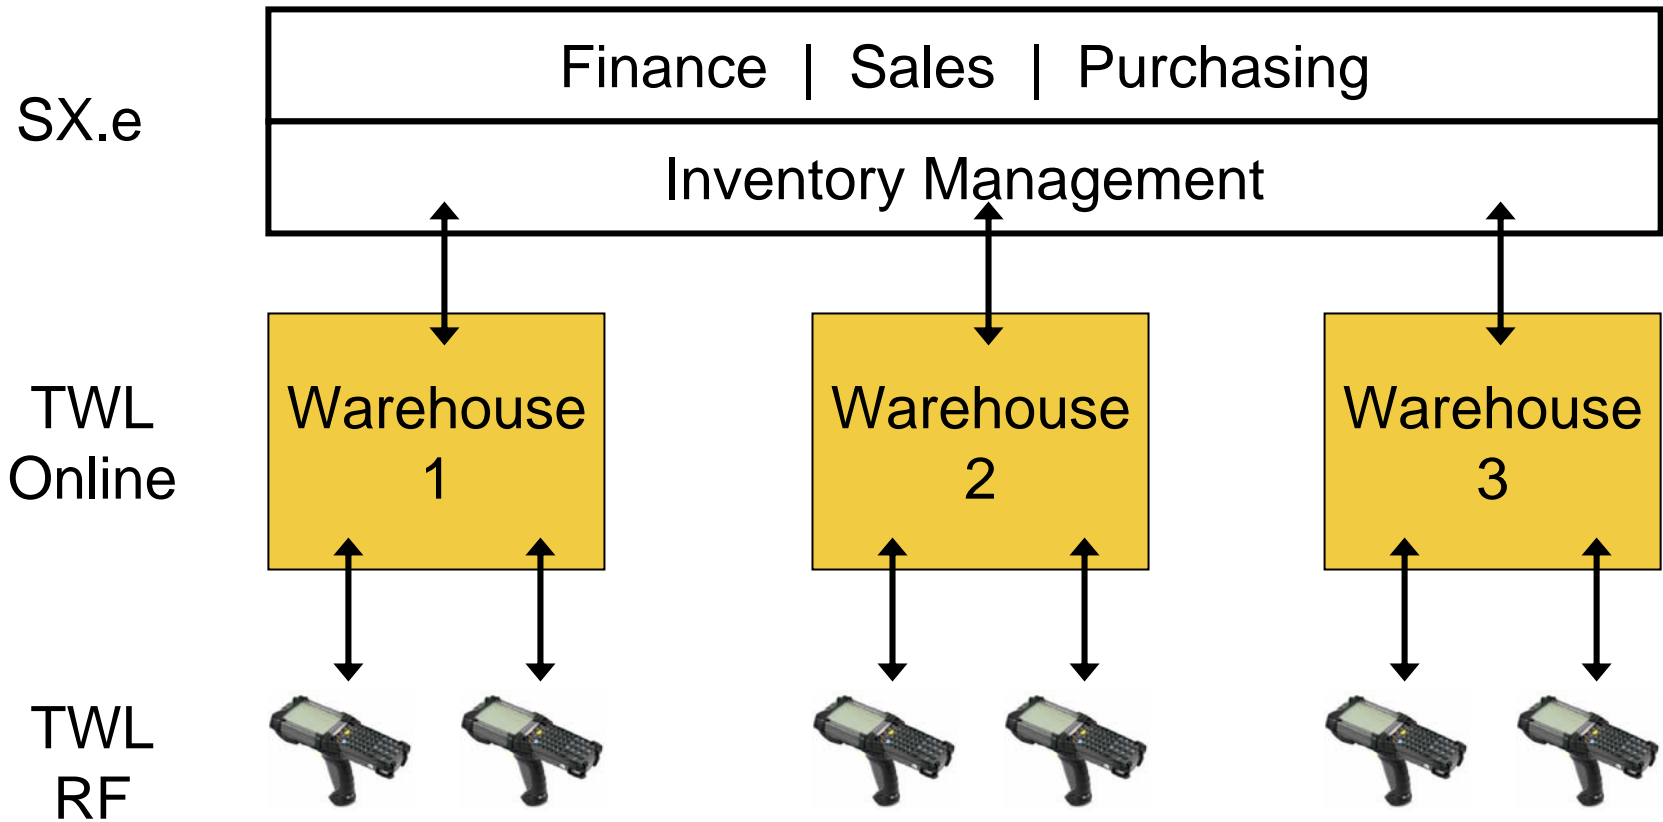 Finance | Sales | Purchasing
SX.e
Inventory Management
TWL
Online
Warehouse
1
Warehouse
2
Warehouse
3
TWL
RF